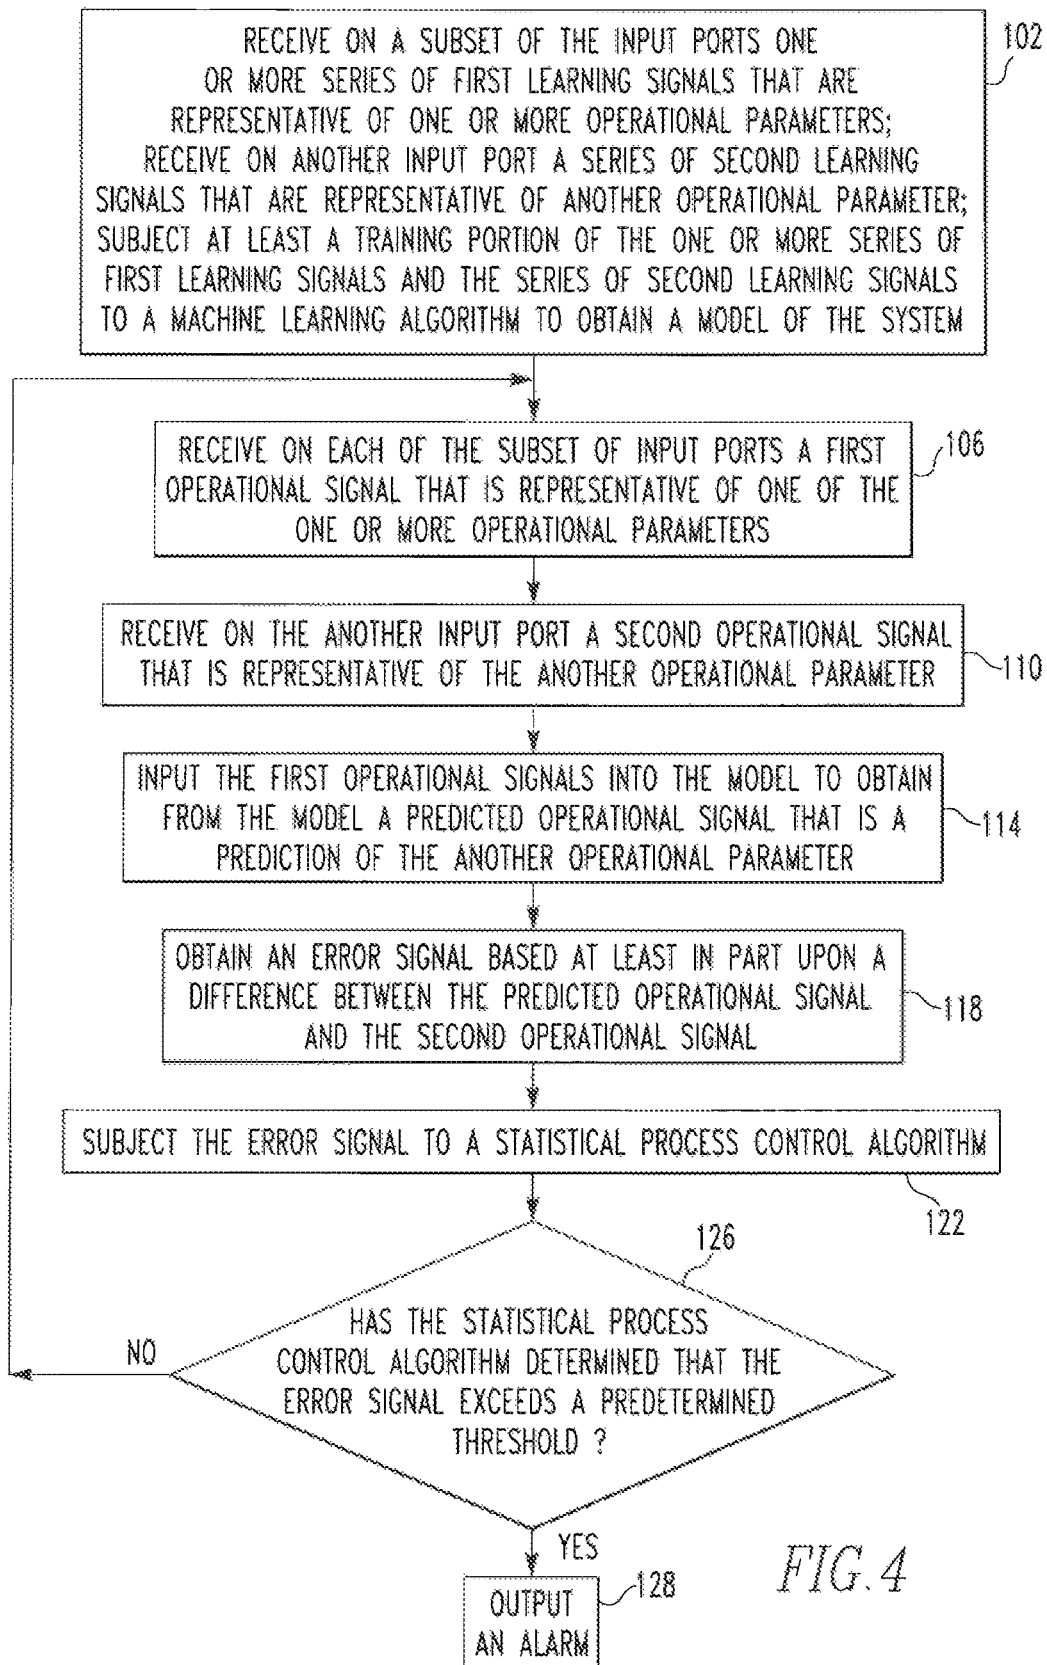 RECEIVE ON A SUBSET OF THE INPUT PORTS ONE
OR MORE SERIES OF FIRST LEARNING SIGNALS THAT ARE
REPRESENTATIVE OF ONE OR MORE OPERATIONAL PARAMETERS;
RECEIVE ON ANOTHER INPUT PORT A SERIES OF SECOND LEARNING
SIGNALS THAT ARE REPRESENTATIVE OF ANOTHER OPERATIONAL PARAMETER;
SUBJECT AT LEAST A TRAINING PORTION OF THE ONE OR MORE SERIES OF
FIRST LEARNING SIGNALS AND THE SERIES OF SECOND LEARNING SIGNALS
TO A MACHINE LEARNING ALGORITHM TO OBTAIN A MODEL OF THE SYSTEM
102
RECEIVE ON EACH OF THE SUBSET OF INPUT PORTS A FIRST
OPERATIONAL SIGNAL THAT IS REPRESENTATIVE OF ONE OF THE
ONE OR MORE OPERATIONAL PARAMETERS
106
RECEIVE ON THE ANOTHER INPUT PORT A SECOND OPERATIONAL SIGNAL
THAT IS REPRESENTATIVE OF THE ANOTHER OPERATIONAL PARAMETER
110
INPUT THE FIRST OPERATIONAL SIGNALS INTO THE MODEL TO OBTAIN
FROM THE MODEL A PREDICTED OPERATIONAL SIGNAL THAT IS A
PREDICTION OF THE ANOTHER OPERATIONAL PARAMETER
114
OBTAIN AN ERROR SIGNAL BASED AT LEAST IN PART UPON A
DIFFERENCE BETWEEN THE PREDICTED OPERATIONAL SIGNAL
AND THE SECOND OPERATIONAL SIGNAL
118
SUBJECT THE ERROR SIGNAL TO A STATISTICAL PROCESS CONTROL ALGORITHM
122
126
HAS THE STATISTICAL PROCESS
CONTROL ALGORITHM DETERMINED THAT THE
ERROR SIGNAL EXCEEDS A PREDETERMINED
THRESHOLD ?
NO
YES
OUTPUT
AN ALARM
128
FIG. 4